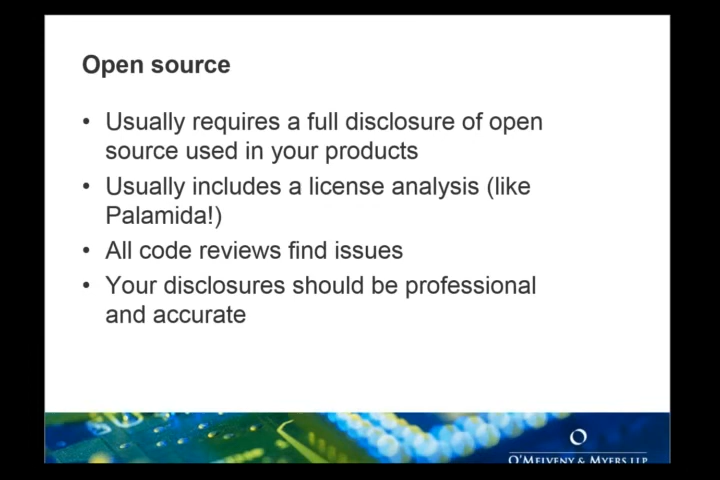 Open source
• Usually requires a full disclosure of open
source used in your products
• Usually includes a license analysis (like
Palamida!)
• All code reviews find issues
• Your disclosures should be professional
and accurate
O
O'MELVENY & MYERS LLP